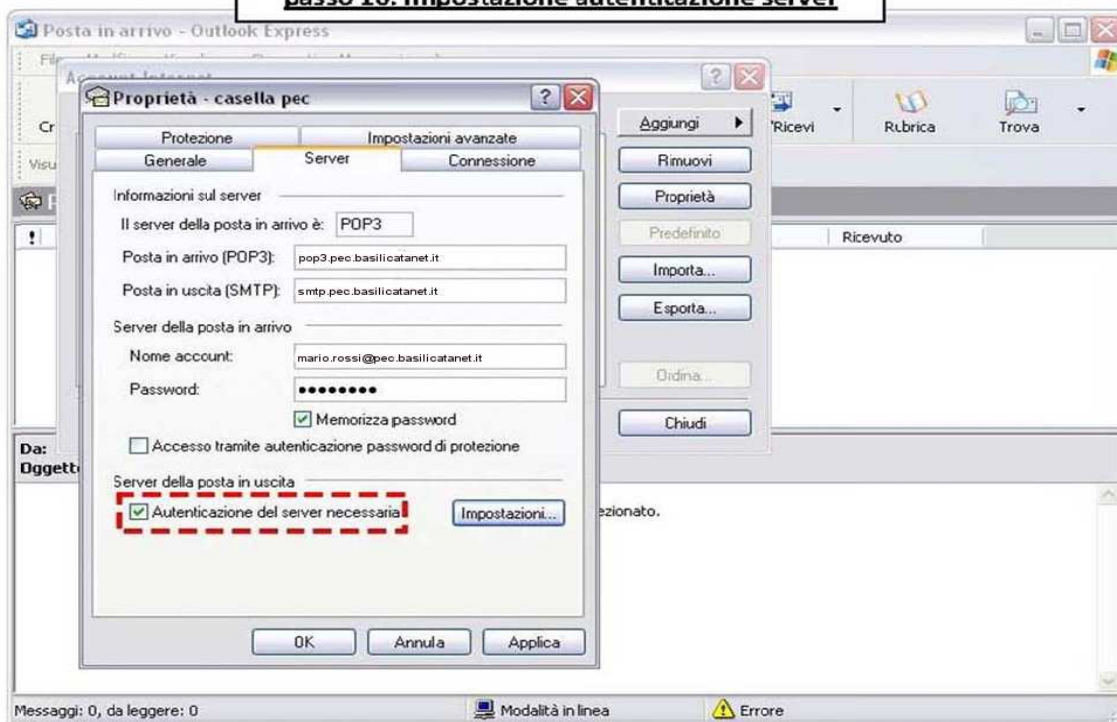 passo 10: Impostazione autenticazione server
Posta in arrivo - Outlook Express
Account Internet
Proprietà - casella pec
Protezione
Impostazioni avanzate
Generale
Server
Connessione
Informazioni sul server
Il server della posta in arrivo è: POP3
Posta in arrivo (POP3): pop3.pec.basilicatanet.it
Posta in uscita (SMTP): smtp.pec.basilicatanet.it
Server della posta in arrivo
Nome account: mario.rossi@pec.basilicatanet.it
Password: ••••••••
Memorizza password
Accesso tramite autenticazione password di protezione
Server della posta in uscita
Autenticazione del server necessaria
Impostazioni...
OK
Annulla
Applica
Aggiungi
Rimuovi
Proprietà
Predefinito
Importa...
Esporta...
Ordina...
Chiudi
Cr
Ricevi
Rubrica
Trova
Visu
!
Ricevuto
Da:
Oggett
ezionato.
Messaggi: 0, da leggere: 0
Modalità in linea
Errore